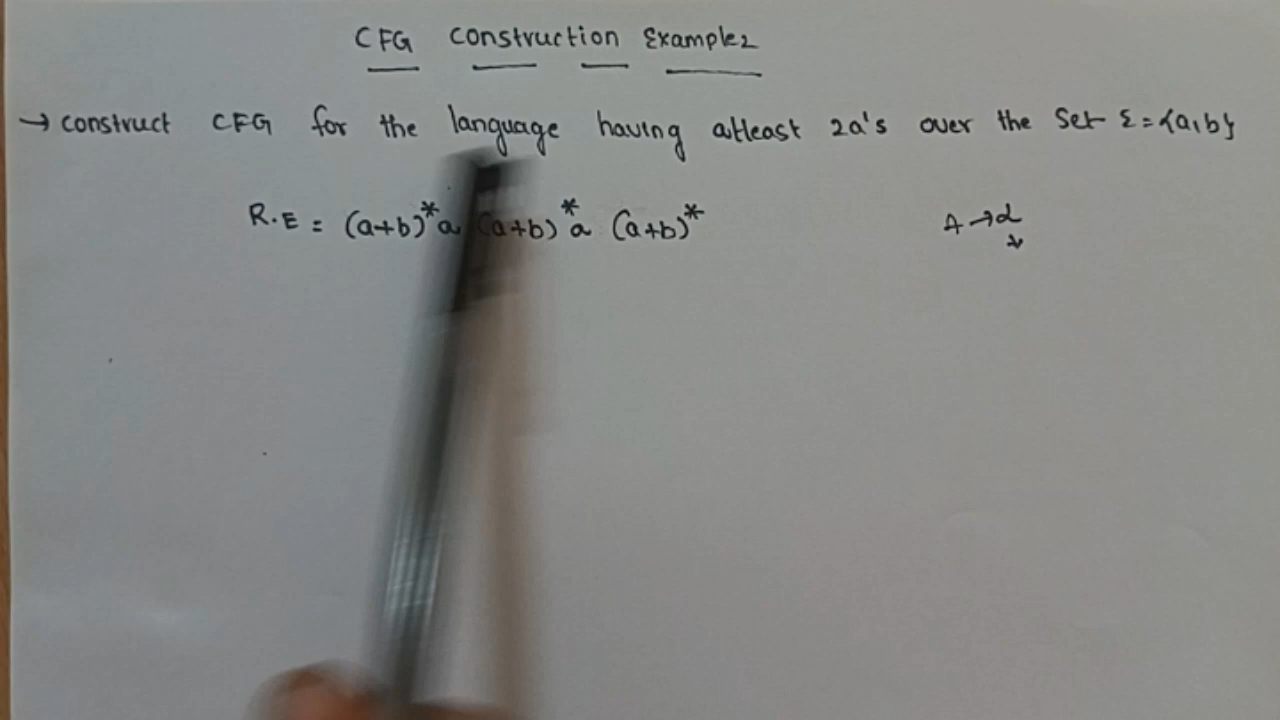 CFG Construction Example2
→ construct CFG for the language having atleast 2a's over the Set Σ = {a,b}
R.E = (a+b)* a (a+b)* a (a+b)*
A → α